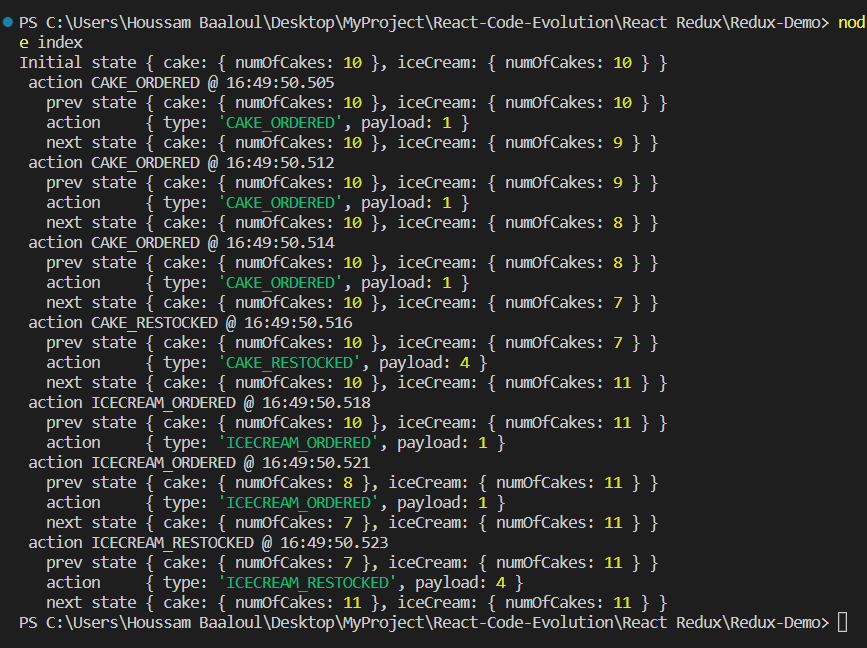 PS C:\Users\Houssam Baaloul\Desktop\MyProject\React-Code-Evolution\React Redux\Redux-Demo> nod
e index
Initial state { cake: { numOfCakes: 10 }, iceCream: { numOfCakes: 10 } }
 action CAKE_ORDERED @ 16:49:50.505
   prev state { cake: { numOfCakes: 10 }, iceCream: { numOfCakes: 10 } }
   action     { type: 'CAKE_ORDERED', payload: 1 }
   next state { cake: { numOfCakes: 10 }, iceCream: { numOfCakes: 9 } }
 action CAKE_ORDERED @ 16:49:50.512
   prev state { cake: { numOfCakes: 10 }, iceCream: { numOfCakes: 9 } }
   action     { type: 'CAKE_ORDERED', payload: 1 }
   next state { cake: { numOfCakes: 10 }, iceCream: { numOfCakes: 8 } }
 action CAKE_ORDERED @ 16:49:50.514
   prev state { cake: { numOfCakes: 10 }, iceCream: { numOfCakes: 8 } }
   action     { type: 'CAKE_ORDERED', payload: 1 }
   next state { cake: { numOfCakes: 10 }, iceCream: { numOfCakes: 7 } }
 action CAKE_RESTOCKED @ 16:49:50.516
   prev state { cake: { numOfCakes: 10 }, iceCream: { numOfCakes: 7 } }
   action     { type: 'CAKE_RESTOCKED', payload: 4 }
   next state { cake: { numOfCakes: 10 }, iceCream: { numOfCakes: 11 } }
 action ICECREAM_ORDERED @ 16:49:50.518
   prev state { cake: { numOfCakes: 10 }, iceCream: { numOfCakes: 11 } }
   action     { type: 'ICECREAM_ORDERED', payload: 1 }
 action ICECREAM_ORDERED @ 16:49:50.521
   prev state { cake: { numOfCakes: 8 }, iceCream: { numOfCakes: 11 } }
   action     { type: 'ICECREAM_ORDERED', payload: 1 }
   next state { cake: { numOfCakes: 7 }, iceCream: { numOfCakes: 11 } }
 action ICECREAM_RESTOCKED @ 16:49:50.523
   prev state { cake: { numOfCakes: 7 }, iceCream: { numOfCakes: 11 } }
   action     { type: 'ICECREAM_RESTOCKED', payload: 4 }
   next state { cake: { numOfCakes: 11 }, iceCream: { numOfCakes: 11 } }
PS C:\Users\Houssam Baaloul\Desktop\MyProject\React-Code-Evolution\React Redux\Redux-Demo>